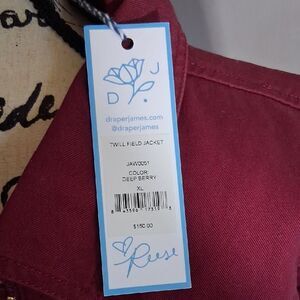 D J
draperjames.com
@draperjames
TWILL FIELD JACKET
JAW0051
COLOR:
DEEP BERRY
XL
$150.00
Reese